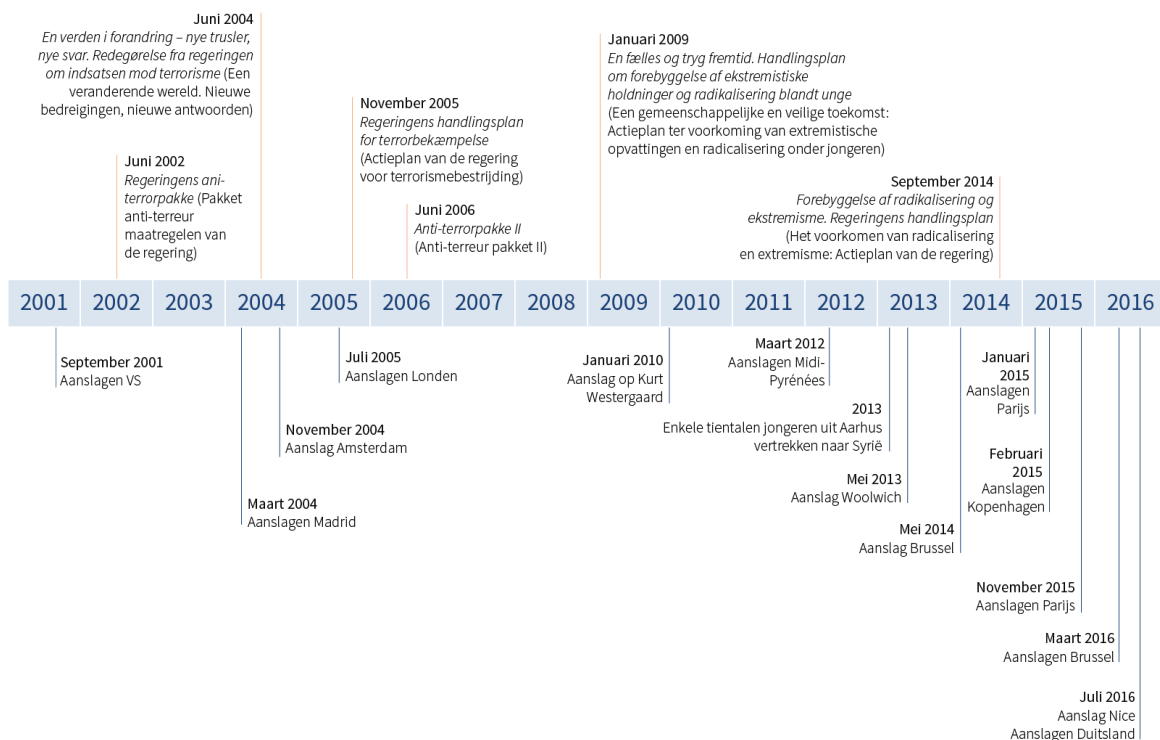 Juni 2004
En verden i forandring – nye trusler,
nye svar. Redegørelse fra regeringen
om indsatsen mod terrorisme (Een
veranderende wereld. Nieuwe
bedreigingen, nieuwe antwoorden)
Januari 2009
En fælles og tryg fremtid. Handlingsplan
om forebyggelse af ekstremistiske
holdninger og radikalisering blandt unge
(Een gemeenschappelijke en veilige toekomst:
Actieplan ter voorkoming van extremistische
opvattingen en radicalisering onder jongeren)
November 2005
Regeringens handlingsplan
for terrorbekæmpelse
(Actieplan van de regering
voor terrorismebestrijding)
Juni 2002
Regeringens ani-
terrorpakke (Pakket
anti-terreur
maatregelen van
de regering)
Juni 2006
Anti-terrorpakke II
(Anti-terreur pakket II)
September 2014
Forebyggelse af radikalisering og
ekstremisme. Regeringens handlingsplan
(Het voorkomen van radicalisering
en extremisme: Actieplan van de regering)
2001 2002 2003 2004 2005 2006 2007 2008 2009 2010 2011 2012 2013 2014 2015 2016
September 2001
Aanslagen VS
Juli 2005
Aanslagen Londen
November 2004
Aanslag Amsterdam
Maart 2004
Aanslagen Madrid
Januari 2010
Aanslag op Kurt
Westergaard
Maart 2012
Aanslagen Midi-
Pyrénées
2013
Enkele tientalen jongeren uit Aarhus
vertrekken naar Syrië
Mei 2013
Aanslag Woolwich
Mei 2014
Aanslag Brussel
Januari
2015
Aanslagen
Parijs
Februari
2015
Aanslagen
Kopenhagen
November 2015
Aanslagen Parijs
Maart 2016
Aanslagen Brussel
Juli 2016
Aanslag Nice
Aanslagen Duitsland